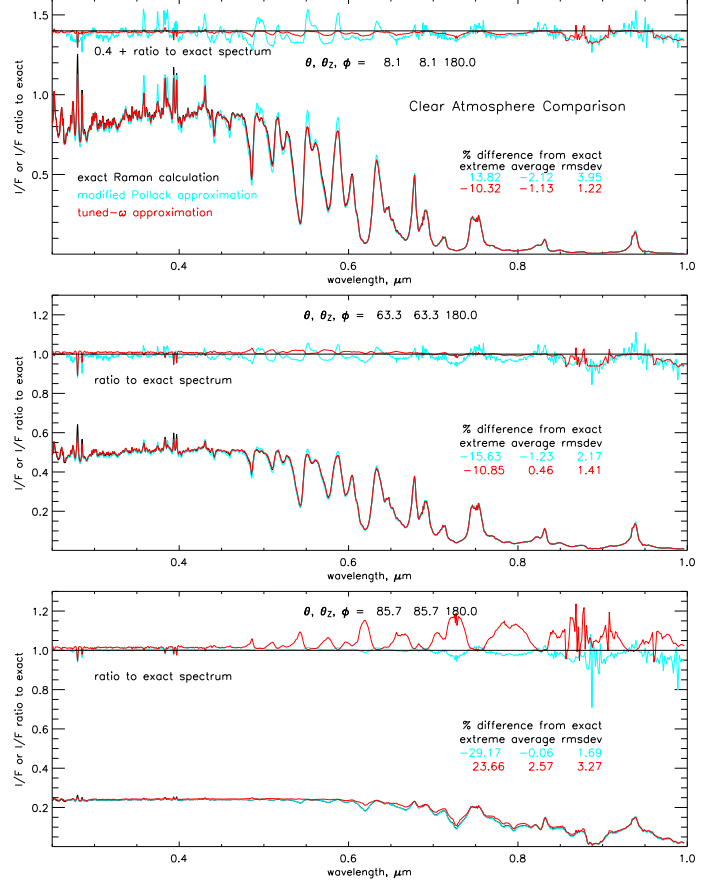 1.5
1.0
0.5
0.4 + ratio to exact spectrum
θ, θ_Z, ϕ = 8.1 8.1 180.0
Clear Atmosphere Comparison
% difference from exact
extreme average rmsdev
13.82 −2.12 3.95
−10.32 −1.13 1.22
exact Raman calculation
modified Pollack approximation
tuned−ω approximation
I/F or I/F ratio to exact
0.4 0.6 0.8 1.0
wavelength, μm
1.2
1.0
0.8
0.6
0.4
0.2
θ, θ_Z, ϕ = 63.3 63.3 180.0
ratio to exact spectrum
% difference from exact
extreme average rmsdev
−15.63 −1.23 2.17
−10.85 0.46 1.41
I/F or I/F ratio to exact
0.4 0.6 0.8 1.0
wavelength, μm
1.2
1.0
0.8
0.6
0.4
0.2
θ, θ_Z, ϕ = 85.7 85.7 180.0
ratio to exact spectrum
% difference from exact
extreme average rmsdev
−29.17 −0.06 1.69
23.66 2.57 3.27
I/F or I/F ratio to exact
0.4 0.6 0.8 1.0
wavelength, μm